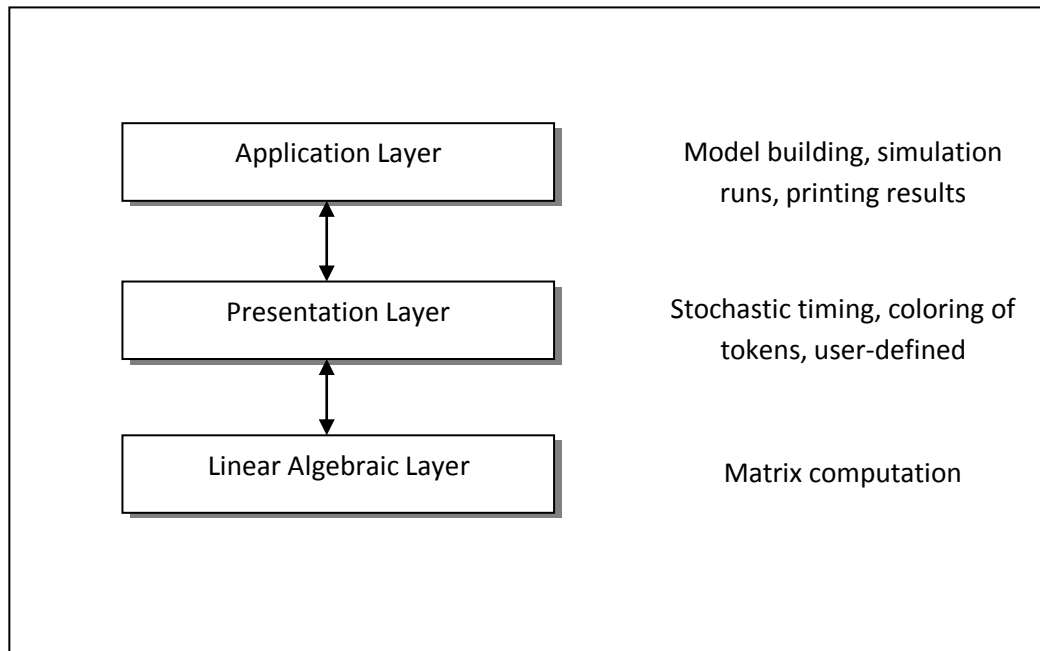 Application Layer
Model building, simulation
runs, printing results
Presentation Layer
Stochastic timing, coloring of
tokens, user-defined
Linear Algebraic Layer
Matrix computation